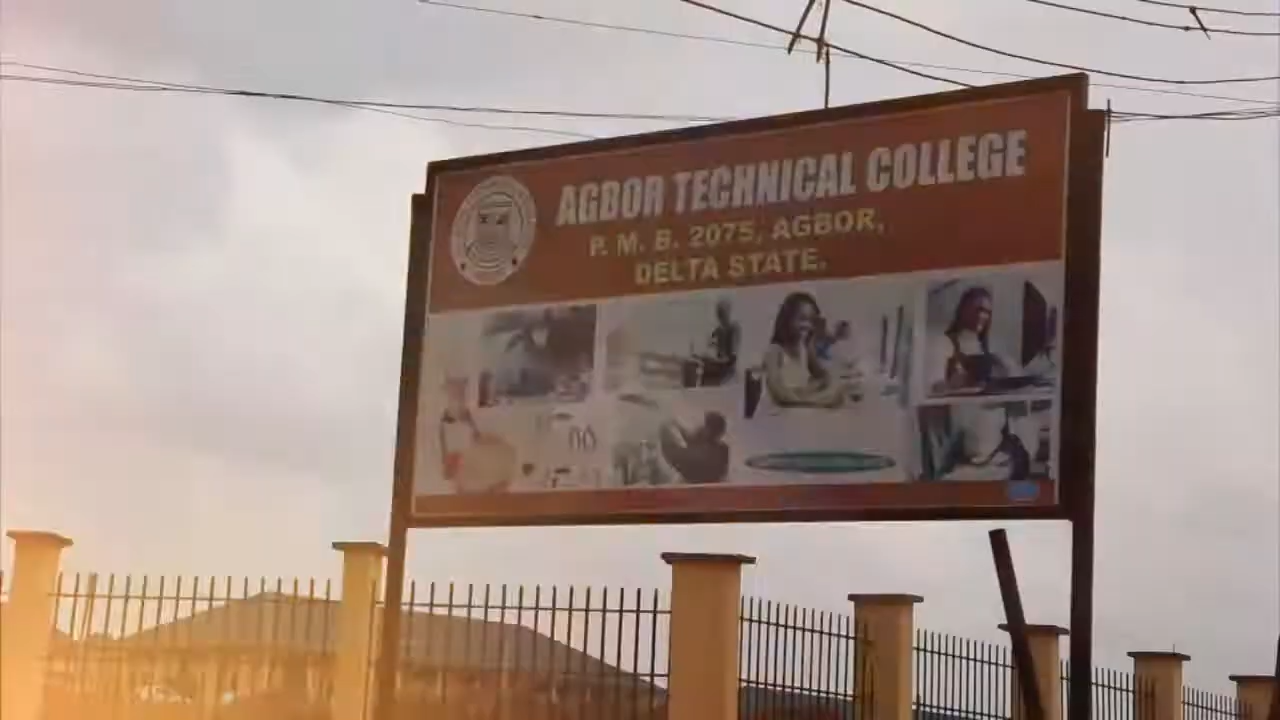 AGBOR TECHNICAL COLLEGE
P. M. B. 2075, AGBOR,
DELTA STATE.